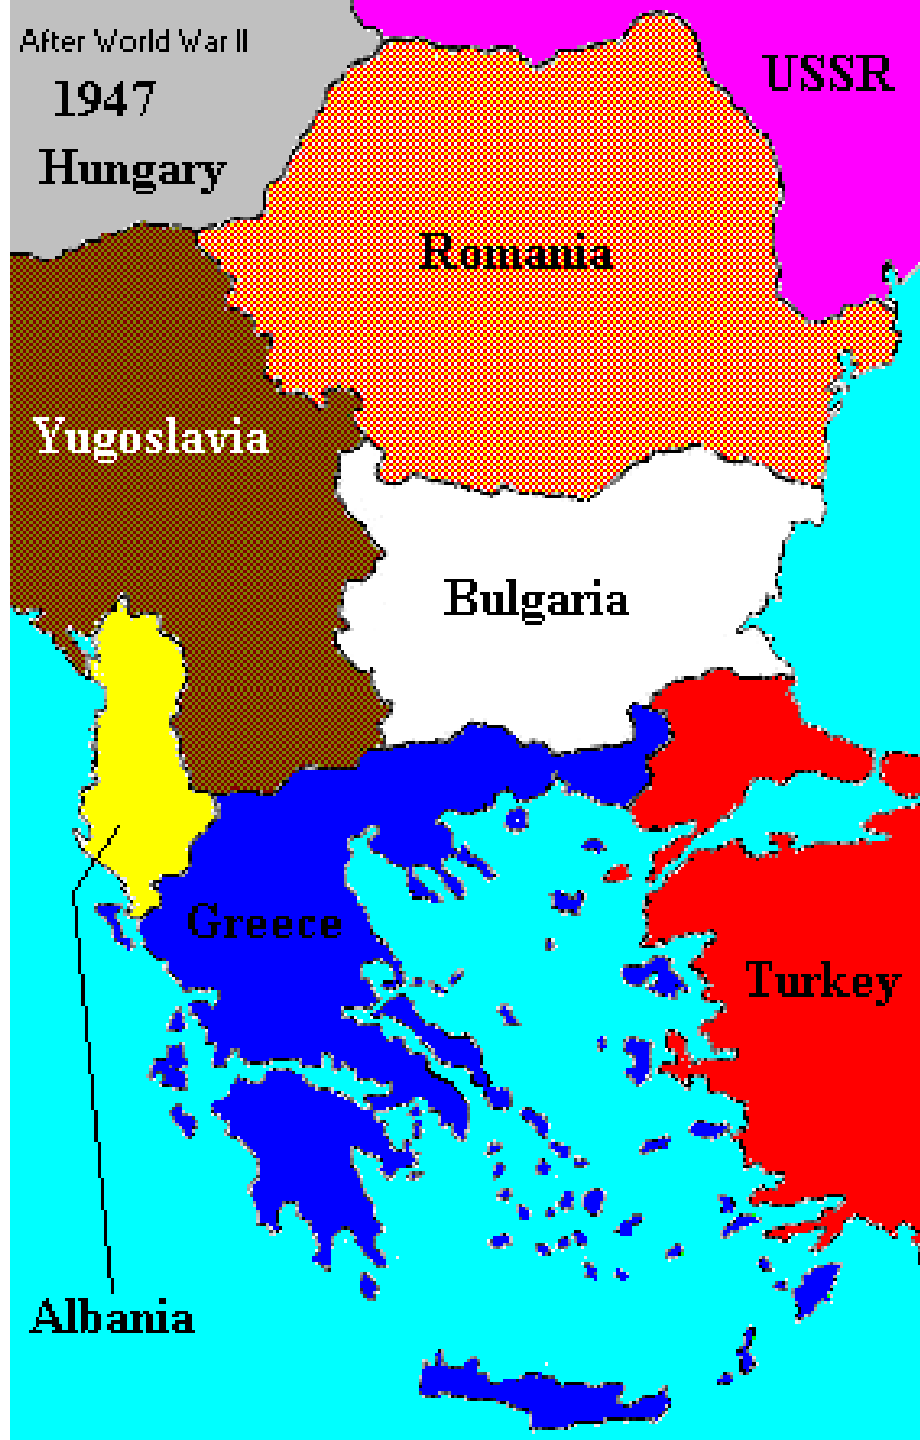 After World War II
1947
Hungary
USSR
Romania
Yugoslavia
Bulgaria
Greece
Turkey
Albania